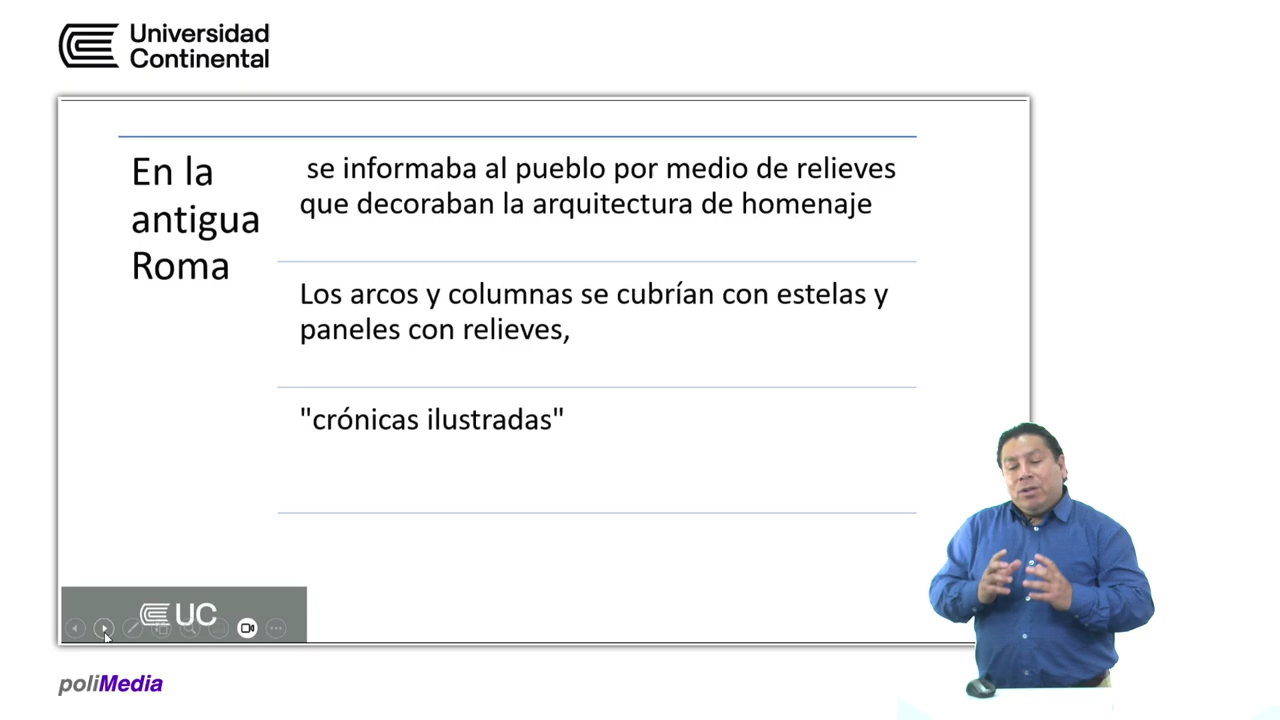 Universidad
Continental
En la
antigua
Roma
se informaba al pueblo por medio de relieves
que decoraban la arquitectura de homenaje
Los arcos y columnas se cubrían con estelas y
paneles con relieves,
"crónicas ilustradas"
UC
poliMedia